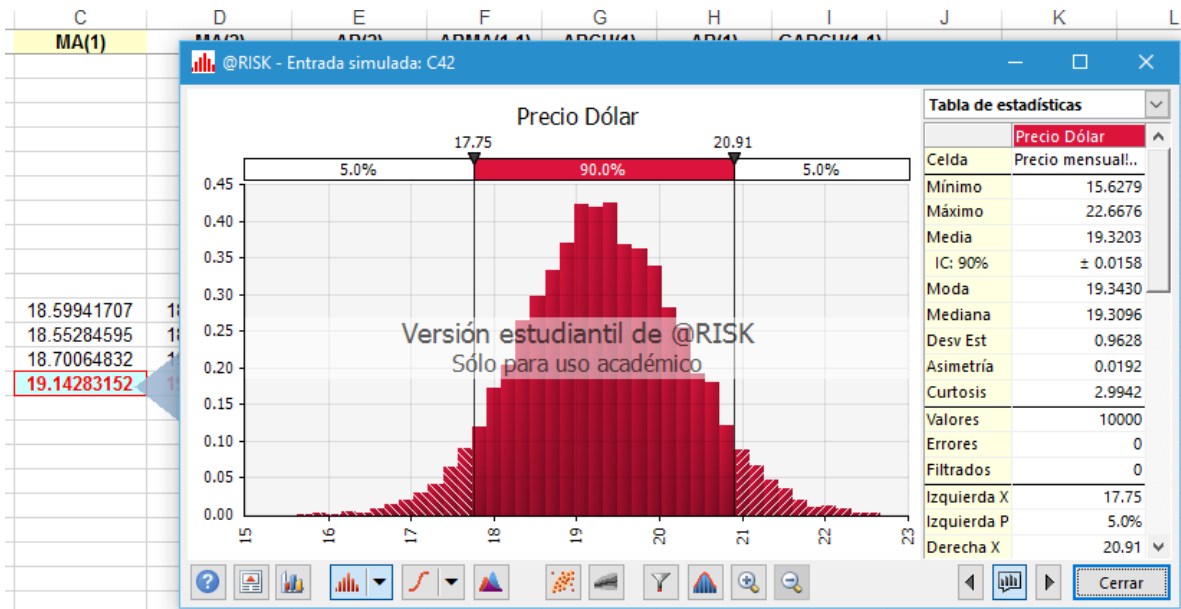 C D E F G H I J K L
MA(1)
@RISK - Entrada simulada: C42
Precio Dólar
17.75 20.91
5.0% 90.0% 5.0%
0.45
0.40
0.35
0.30
0.25
0.20
0.15
0.10
0.05
0.00
15 16 17 18 19 20 21 22 23
Versión estudiantil de @RISK
Sólo para uso académico
18.59941707
18.55284595
18.70064832
19.14283152
Tabla de estadísticas
Precio Dólar
Celda Precio mensual!..
Mínimo 15.6279
Máximo 22.6676
Media 19.3203
IC: 90% ± 0.0158
Moda 19.3430
Mediana 19.3096
Desv Est 0.9628
Asimetría 0.0192
Curtosis 2.9942
Valores 10000
Errores 0
Filtrados 0
Izquierda X 17.75
Izquierda P 5.0%
Derecha X 20.91
Cerrar